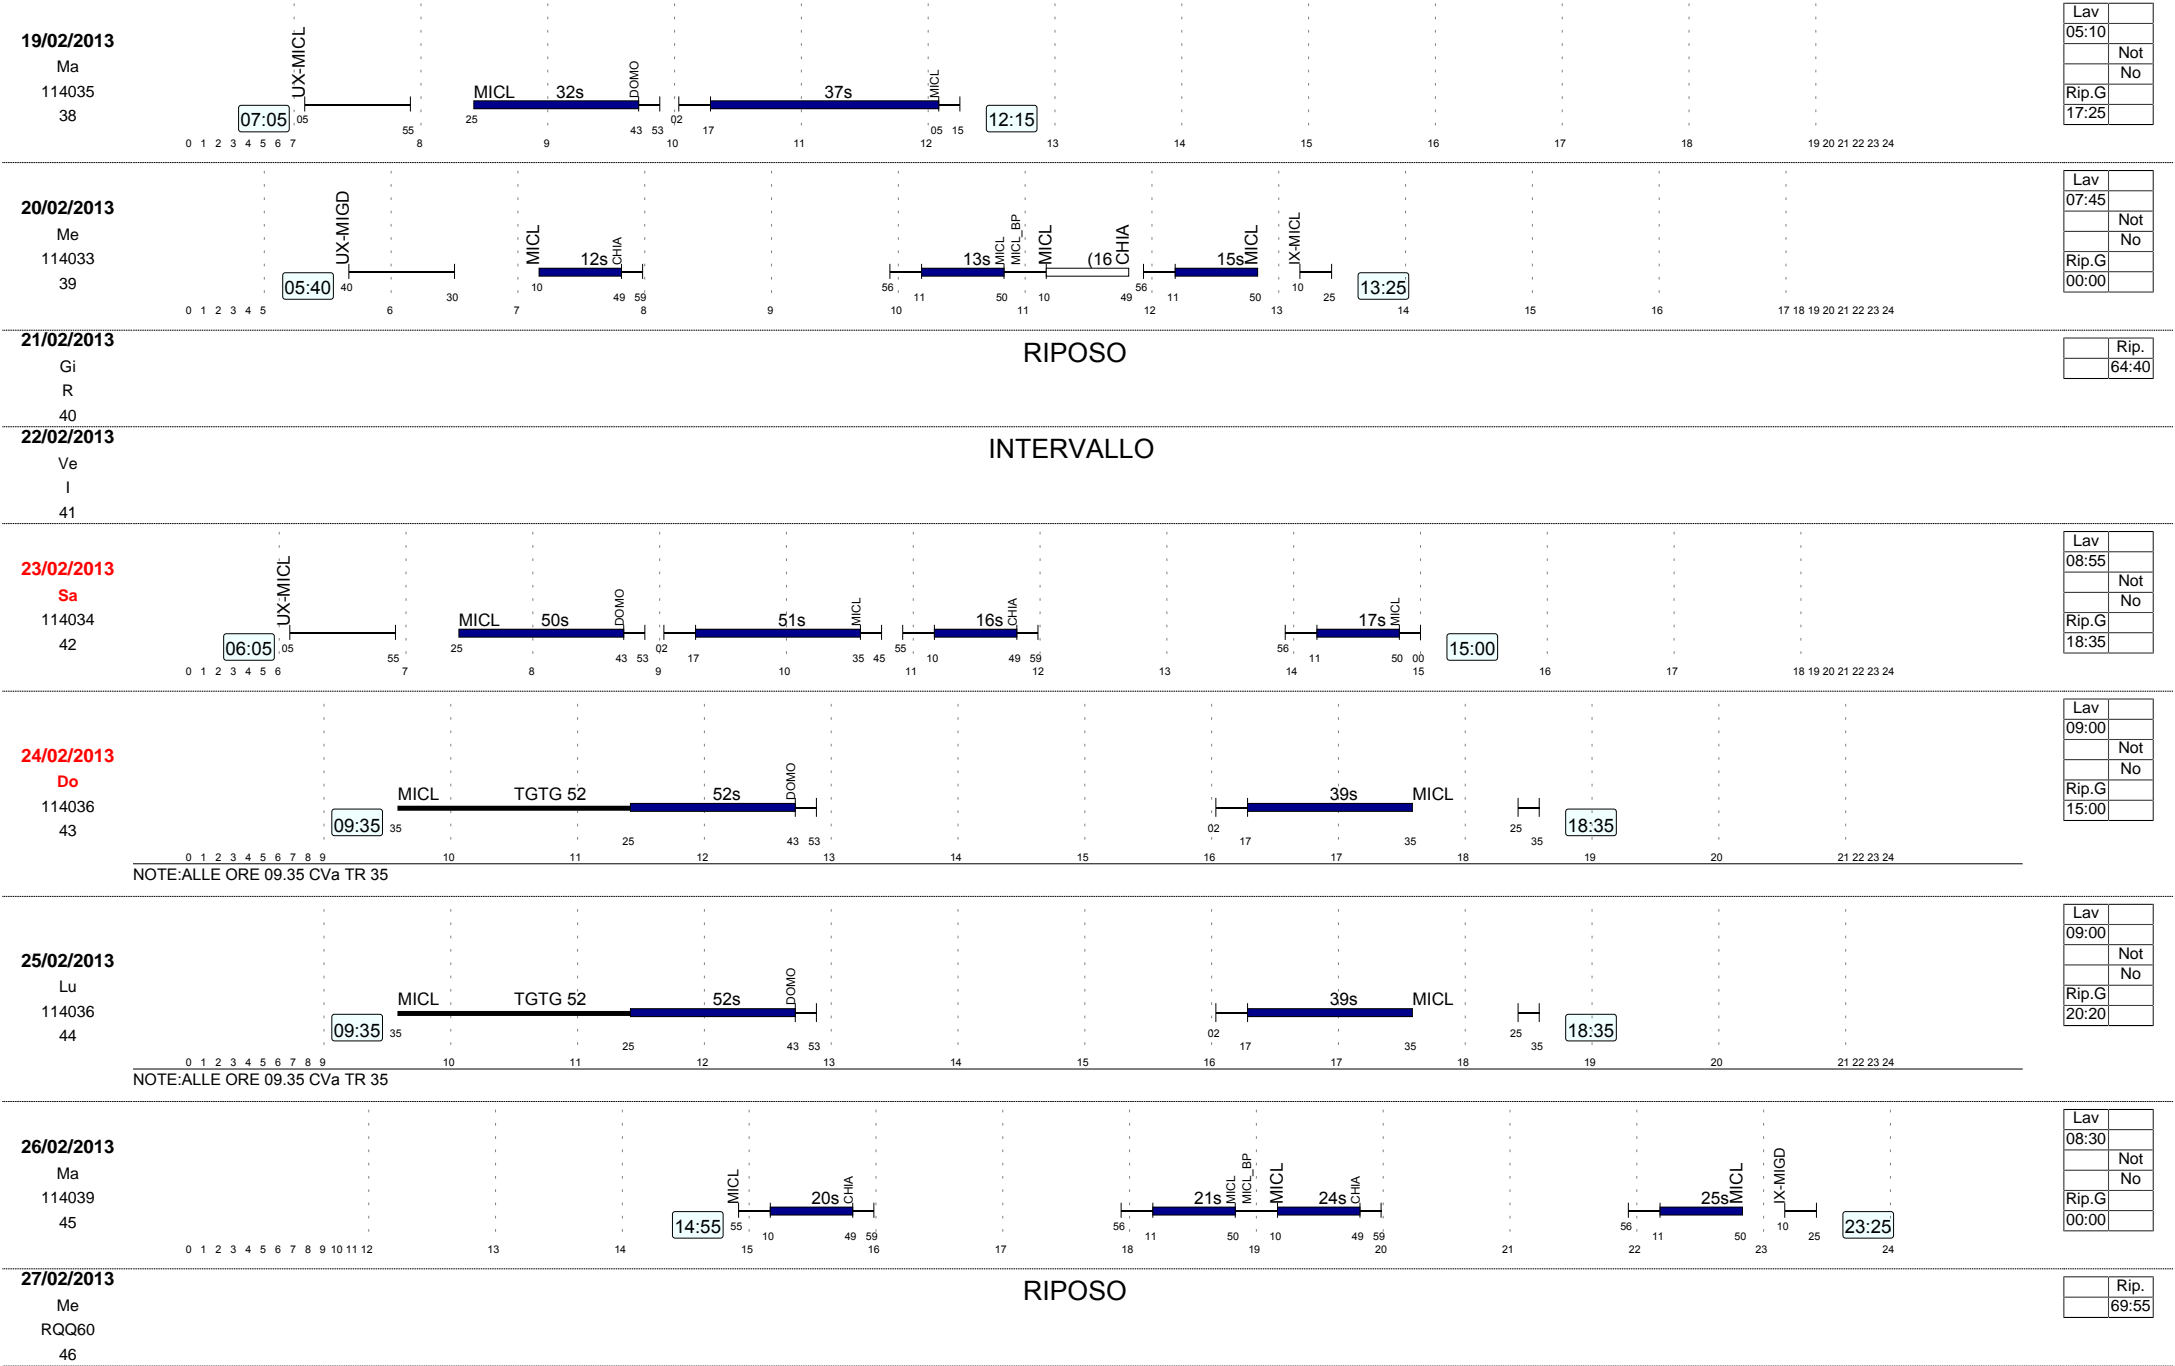 19/02/2013
Ma
114035
38
07:05
UX-MICL
05 55
MICL 32s DOMO
25 43 53
02 17
37s MICL
05 15
12:15
0 1 2 3 4 5 6 7 8 9 10 11 12 13 14 15 16 17 18 19 20 21 22 23 24
Lav
05:10
Not
No
Rip.G
17:25
20/02/2013
Me
114033
39
05:40
UX-MIGD
40 30
MICL 12s CHIA
10 49 59
56 11
13s MICL MICL_BP
50
MICL (16 CHIA
10 49
56 11
15s MICL
50
IX-MICL
10 25
13:25
0 1 2 3 4 5 6 7 8 9 10 11 12 13 14 15 16 17 18 19 20 21 22 23 24
Lav
07:45
Not
No
Rip.G
00:00
21/02/2013
Gi
R
40
RIPOSO
Rip.
64:40
22/02/2013
Ve
I
41
INTERVALLO
23/02/2013
Sa
114034
42
06:05
UX-MICL
05 55
MICL 50s DOMO
25 43 53
02 17
51s MICL
35 45
55 10
16s CHIA
49 59
56 11
17s MICL
50 00
15:00
0 1 2 3 4 5 6 7 8 9 10 11 12 13 14 15 16 17 18 19 20 21 22 23 24
Lav
08:55
Not
No
Rip.G
18:35
24/02/2013
Do
114036
43
09:35
MICL TGTG 52 52s DOMO
35 25 43 53
39s MICL
02 17 35
25 35
18:35
0 1 2 3 4 5 6 7 8 9 10 11 12 13 14 15 16 17 18 19 20 21 22 23 24
NOTE:ALLE ORE 09.35 CVa TR 35
Lav
09:00
Not
No
Rip.G
15:00
25/02/2013
Lu
114036
44
09:35
MICL TGTG 52 52s DOMO
35 25 43 53
39s MICL
02 17 35
25 35
18:35
0 1 2 3 4 5 6 7 8 9 10 11 12 13 14 15 16 17 18 19 20 21 22 23 24
NOTE:ALLE ORE 09.35 CVa TR 35
Lav
09:00
Not
No
Rip.G
20:20
26/02/2013
Ma
114039
45
14:55
MICL 20s CHIA
55 10 49 59
21s MICL MICL_BP
56 11 50
MICL 24s CHIA
10 49 59
25s MICL
56 11 50
IX-MIGD
10 25
23:25
0 1 2 3 4 5 6 7 8 9 10 11 12 13 14 15 16 17 18 19 20 21 22 23 24
Lav
08:30
Not
No
Rip.G
00:00
27/02/2013
Me
RQQ60
46
RIPOSO
Rip.
69:55